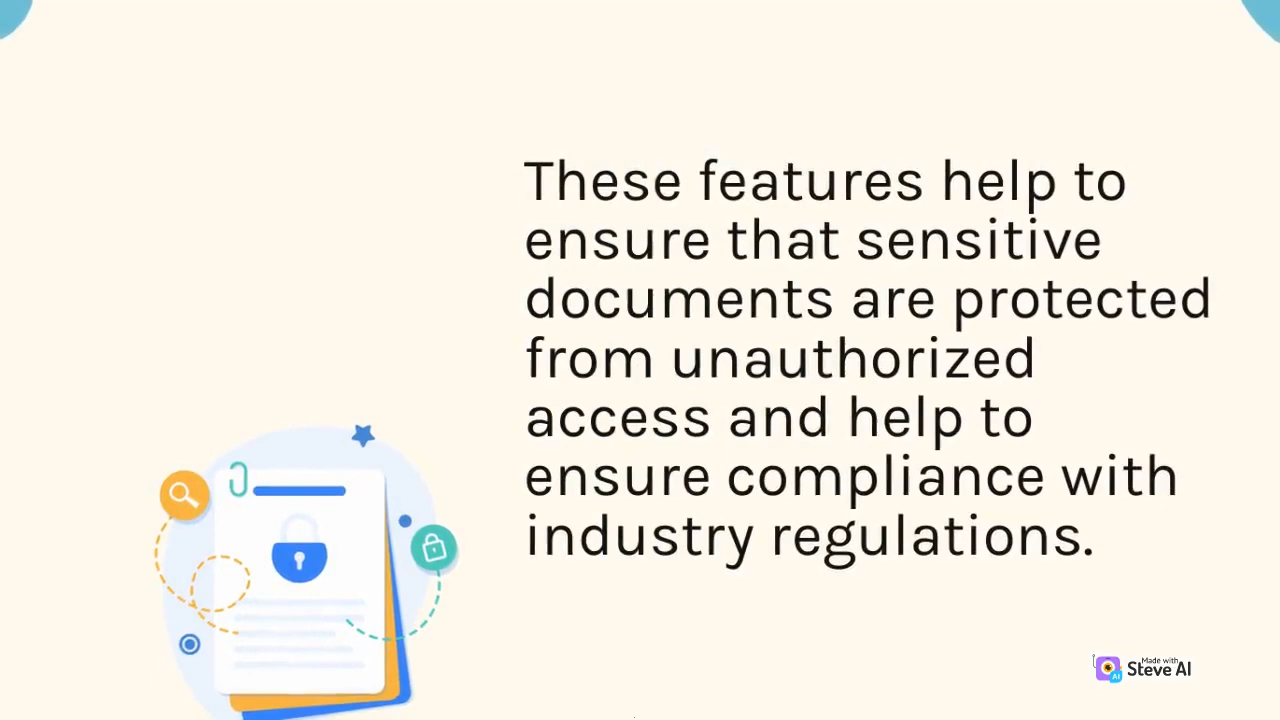 These features help to
ensure that sensitive
documents are protected
from unauthorized
access and help to
ensure compliance with
industry regulations.
Made with
Steve AI
AI